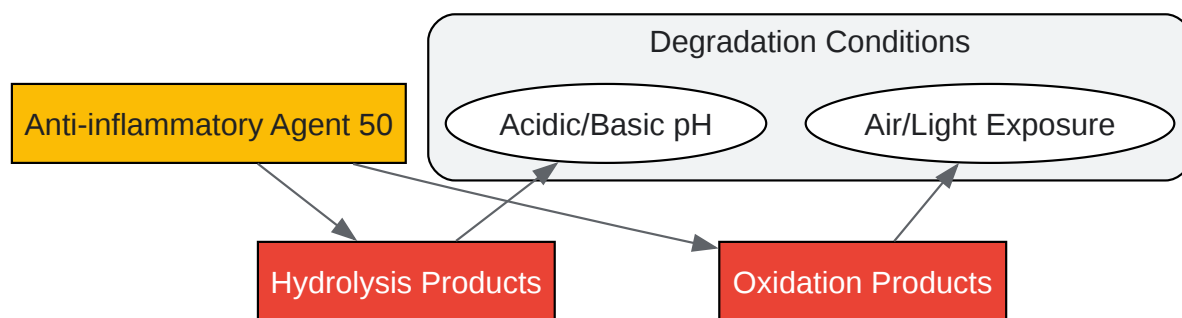 Degradation Conditions
Anti-inflammatory Agent 50
Acidic/Basic pH
Air/Light Exposure
Hydrolysis Products
Oxidation Products